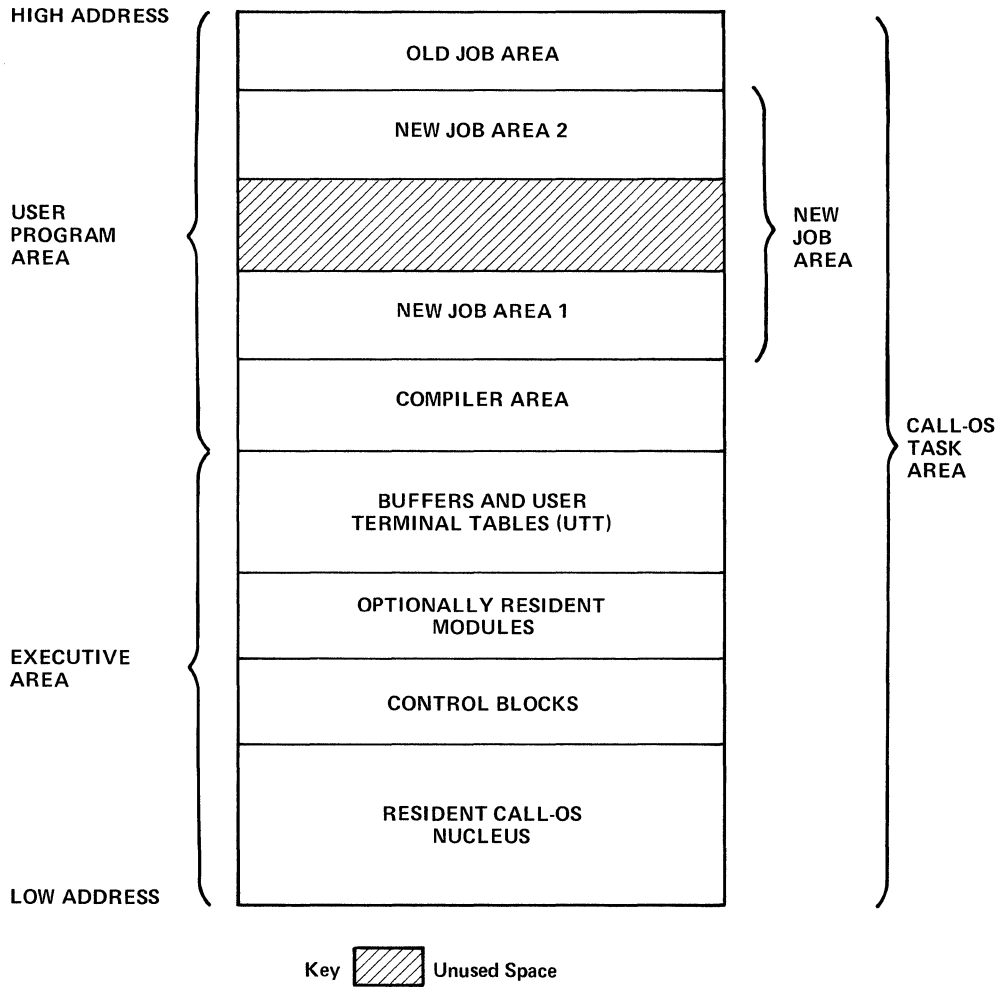 HIGH ADDRESS
OLD JOB AREA
NEW JOB AREA 2
USER
PROGRAM
AREA
NEW
JOB
AREA
NEW JOB AREA 1
COMPILER AREA
CALL-OS
TASK
AREA
BUFFERS AND USER
TERMINAL TABLES (UTT)
OPTIONALLY RESIDENT
MODULES
EXECUTIVE
AREA
CONTROL BLOCKS
RESIDENT CALL-OS
NUCLEUS
LOW ADDRESS
Key
Unused Space